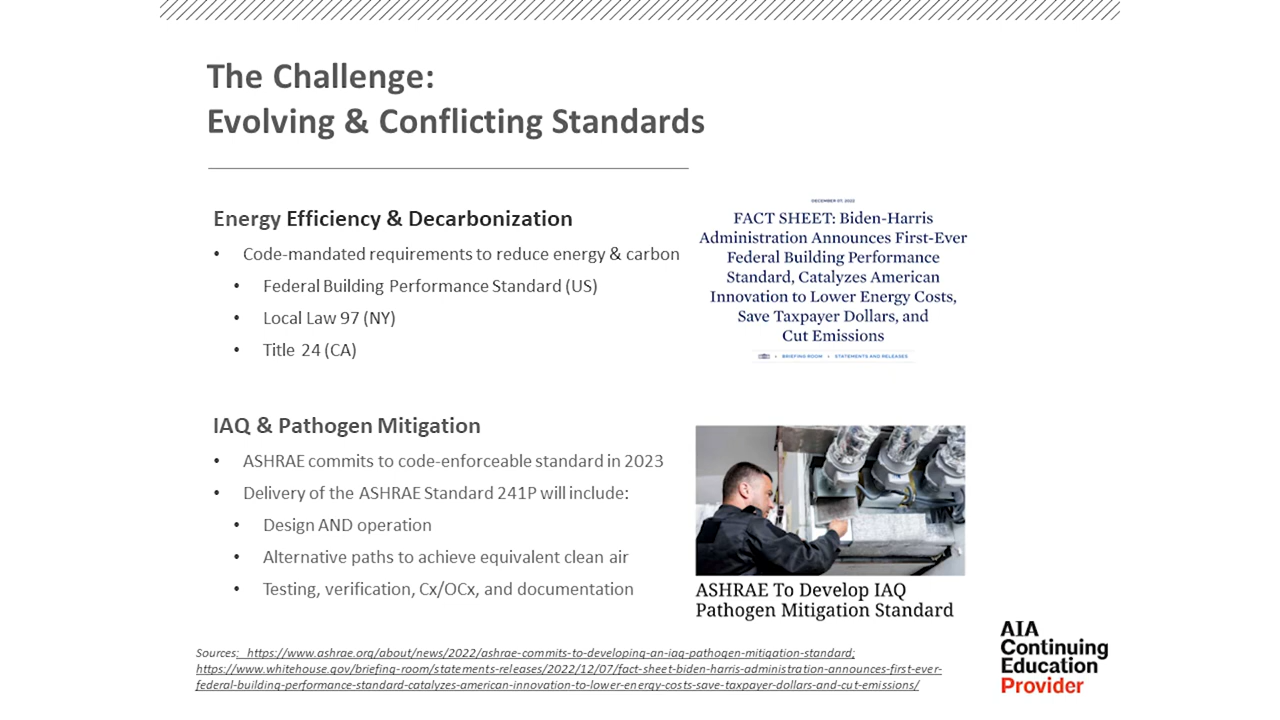 The Challenge:
Evolving & Conflicting Standards
Energy Efficiency & Decarbonization
• Code-mandated requirements to reduce energy & carbon
• Federal Building Performance Standard (US)
• Local Law 97 (NY)
• Title 24 (CA)
DECEMBER 07, 2022
FACT SHEET: Biden-Harris
Administration Announces First-Ever
Federal Building Performance
Standard, Catalyzes American
Innovation to Lower Energy Costs,
Save Taxpayer Dollars, and
Cut Emissions
BRIEFING ROOM • STATEMENTS AND RELEASES
IAQ & Pathogen Mitigation
• ASHRAE commits to code-enforceable standard in 2023
• Delivery of the ASHRAE Standard 241P will include:
• Design AND operation
• Alternative paths to achieve equivalent clean air
• Testing, verification, Cx/OCx, and documentation
ASHRAE To Develop IAQ
Pathogen Mitigation Standard
Sources: https://www.ashrae.org/about/news/2022/ashrae-commits-to-developing-an-iaq-pathogen-mitigation-standard;
https://www.whitehouse.gov/briefing-room/statements-releases/2022/12/07/fact-sheet-biden-harris-administration-announces-first-ever-
federal-building-performance-standard-catalyzes-american-innovation-to-lower-energy-costs-save-taxpayer-dollars-and-cut-emissions/
AIA
Continuing
Education
Provider